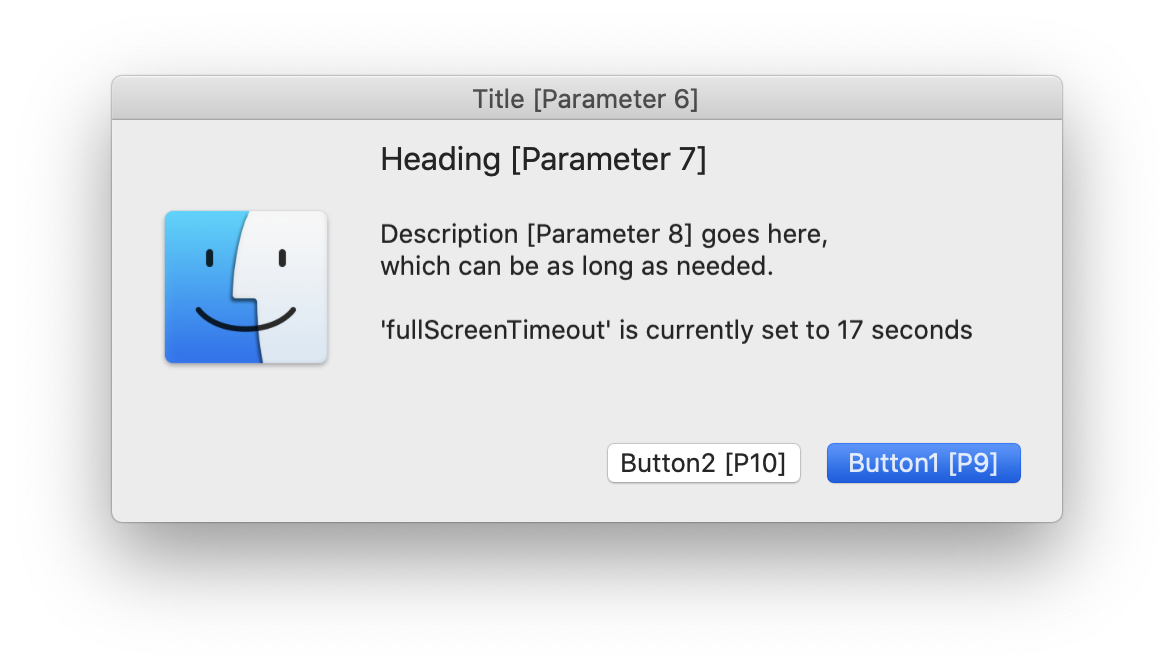 Title [Parameter 6]
Heading [Parameter 7]
Description [Parameter 8] goes here,
which can be as long as needed.
'fullScreenTimeout' is currently set to 17 seconds
Button2 [P10]
Button1 [P9]